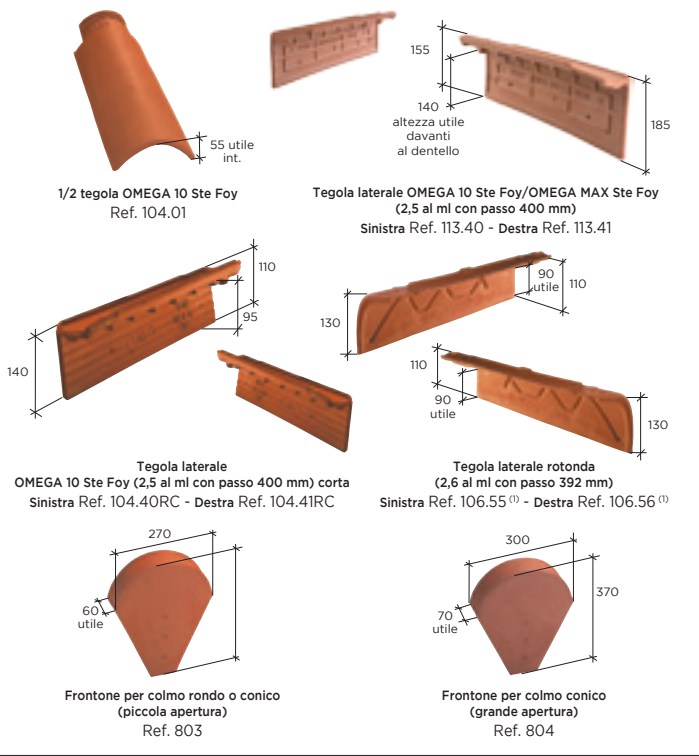 55 utile
int.
1/2 tegola OMEGA 10 Ste Foy
Ref. 104.01
155
140
altezza utile
davanti
al dentello
185
Tegola laterale OMEGA 10 Ste Foy/OMEGA MAX Ste Foy
(2,5 al ml con passo 400 mm)
Sinistra Ref. 113.40 - Destra Ref. 113.41
110
95
140
Tegola laterale
OMEGA 10 Ste Foy (2,5 al ml con passo 400 mm) corta
Sinistra Ref. 104.40RC - Destra Ref. 104.41RC
90
utile
110
130
110
90
utile
130
Tegola laterale rotonda
(2,6 al ml con passo 392 mm)
Sinistra Ref. 106.55 (1) - Destra Ref. 106.56 (1)
270
60
utile
Frontone per colmo rondo o conico
(piccola apertura)
Ref. 803
300
370
70
utile
Frontone per colmo conico
(grande apertura)
Ref. 804